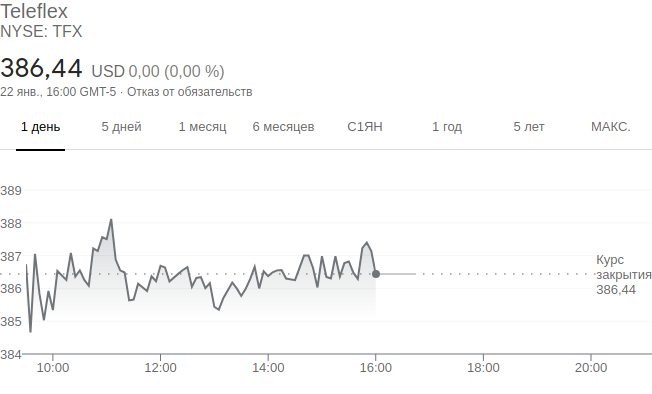 Teleflex
NYSE: TFX
386,44 USD 0,00 (0,00 %)
22 янв., 16:00 GMT-5 · Отказ от обязательств
1 день 5 дней 1 месяц 6 месяцев С1ЯН 1 год 5 лет МАКС.
389
388
387
386
385
384
Курс
закрытия
386,44
10:00 12:00 14:00 16:00 18:00 20:00